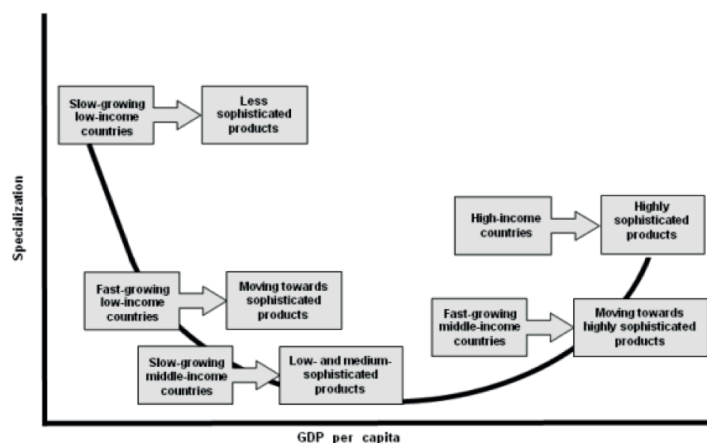 Specialization
Slow-growing
low-income
countries
Less
sophisticated
products
High-income
countries
Highly
sophisticated
products
Fast-growing
low-income
countries
Moving towards
sophisticated
products
Fast-growing
middle-income
countries
Moving towards
highly sophisticated
products
Slow-growing
middle-income
countries
Low- and medium-
sophisticated
products
GDP per capita